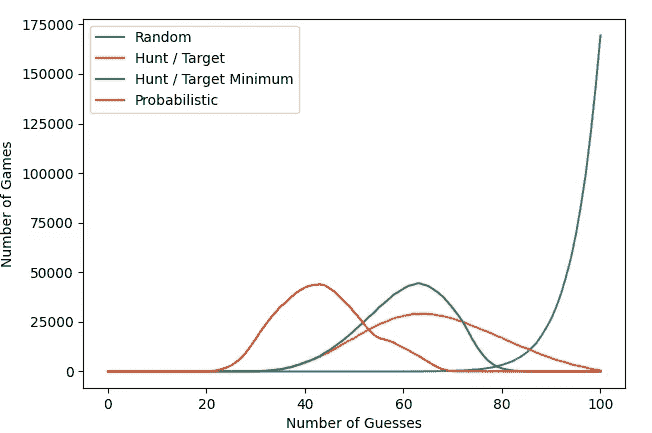 175000
150000
125000
100000
75000
50000
25000
0
Number of Games
Random
Hunt / Target
Hunt / Target Minimum
Probabilistic
0 20 40 60 80 100
Number of Guesses